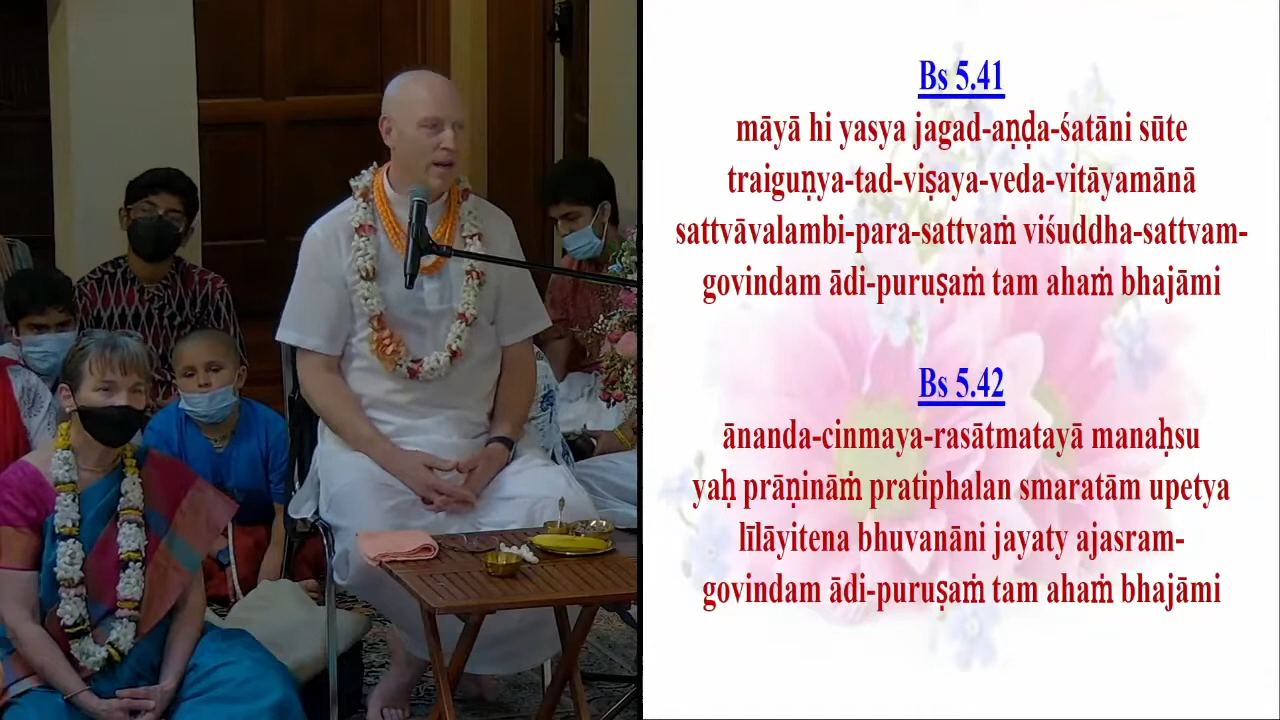 Bs 5.41
māyā hi yasya jagad-aṇḍa-śatāni sūte
traiguṇya-tad-viṣaya-veda-vitāyamānā
sattvāvalambi-para-sattvaṁ viśuddha-sattvam-
govindam ādi-puruṣaṁ tam ahaṁ bhajāmi
Bs 5.42
ānanda-cinmaya-rasātmatayā manaḥsu
yaḥ prāṇināṁ pratiphalan smaratām upetya
līlāyitena bhuvanāni jayaty ajasram-
govindam ādi-puruṣaṁ tam ahaṁ bhajāmi